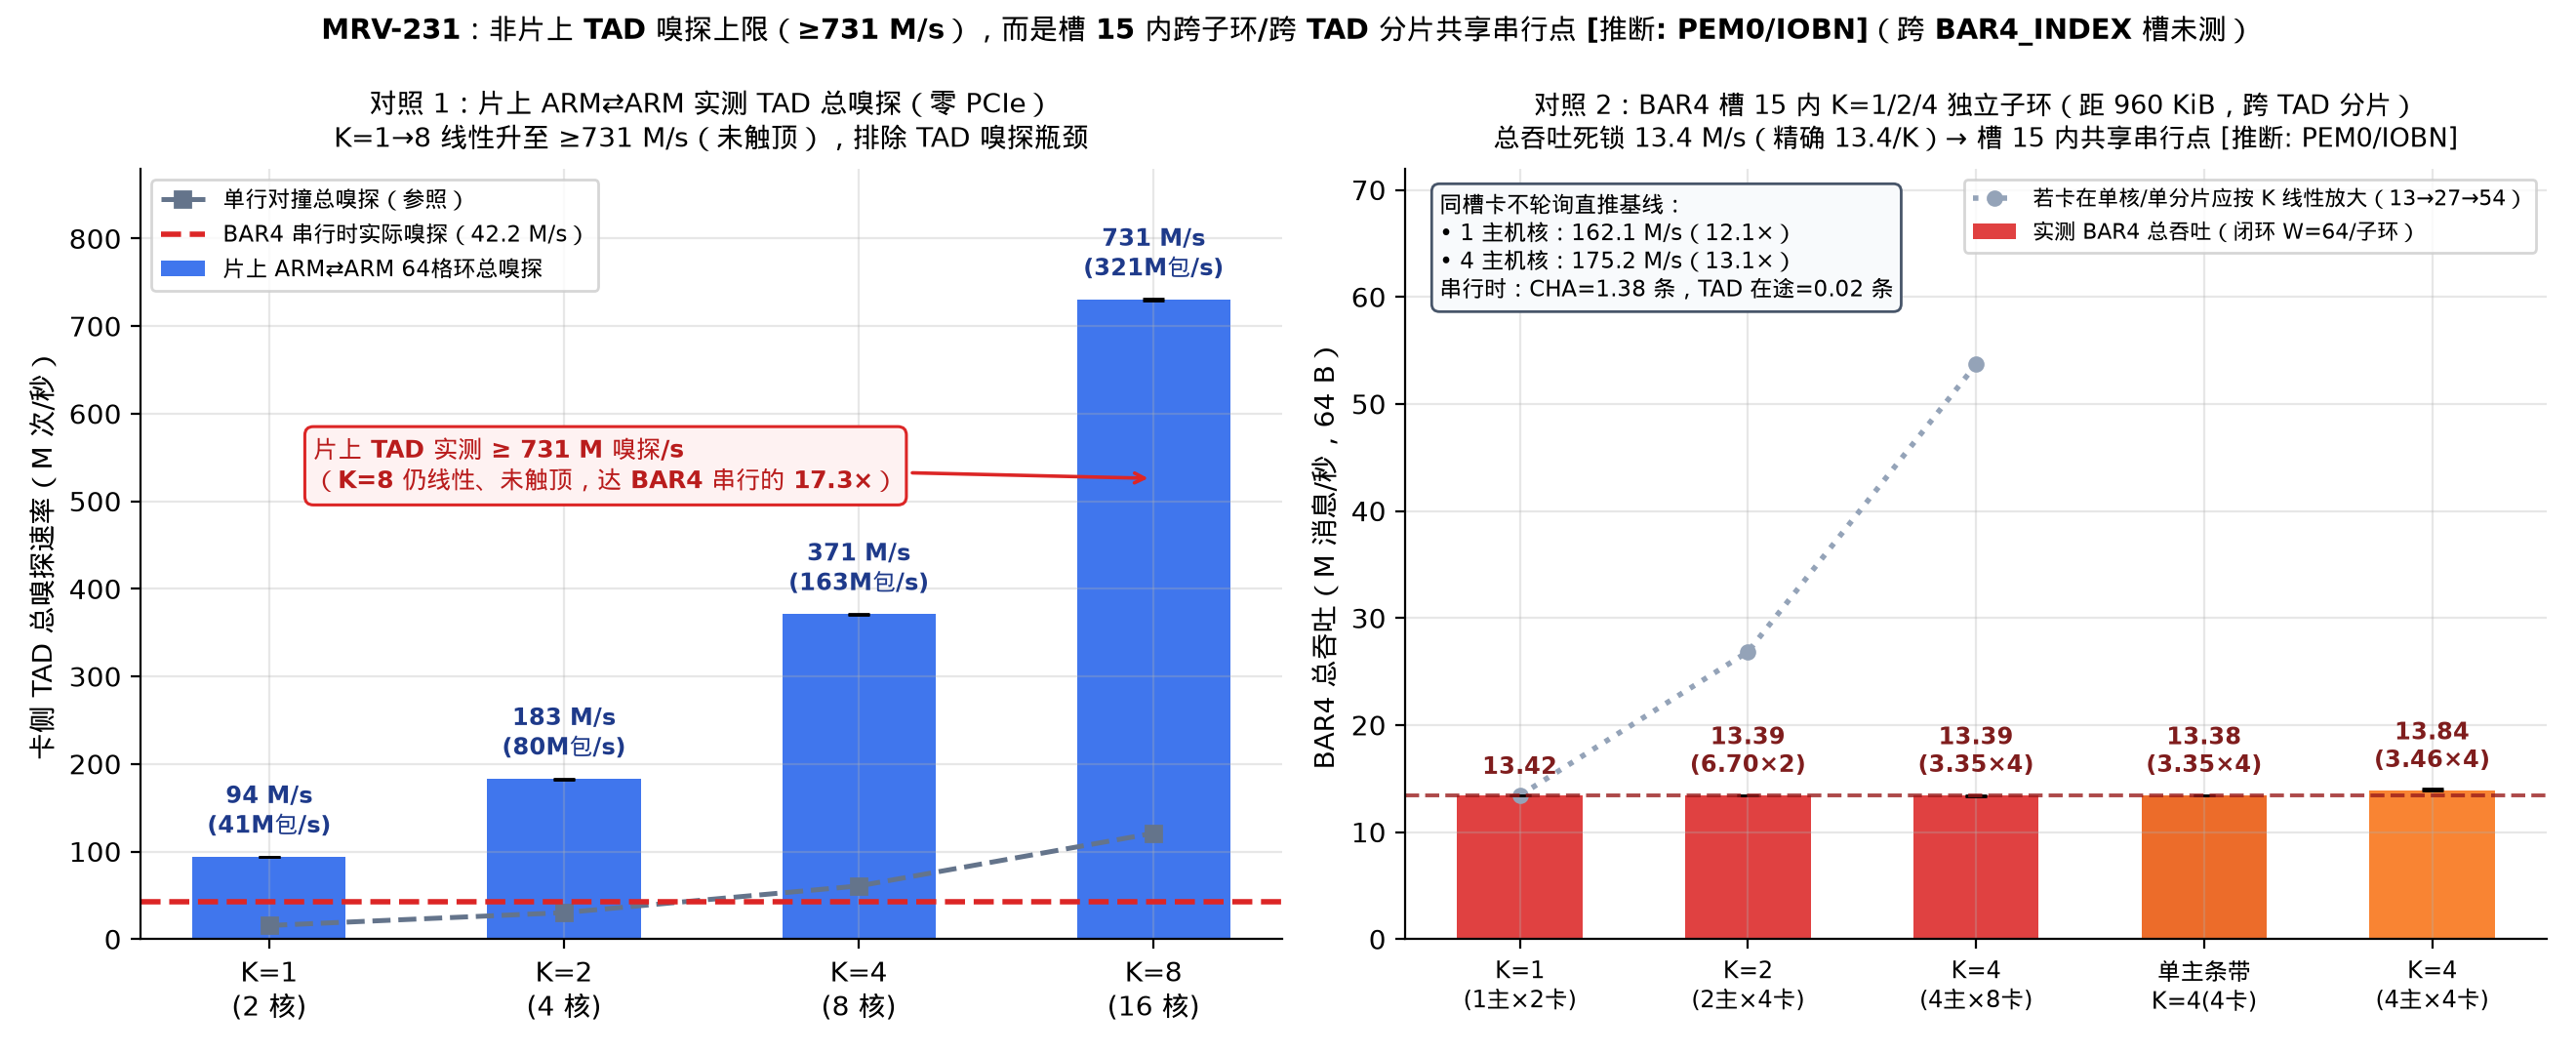 MRV-231：非片上 TAD 嗅探上限（≥731 M/s），而是槽 15 内跨子环/跨 TAD 分片共享串行点 [推断: PEM0/IOBN]（跨 BAR4_INDEX 槽未测）
对照 1：片上 ARM⇄ARM 实测 TAD 总嗅探（零 PCIe）
K=1→8 线性升至 ≥731 M/s（未触顶），排除 TAD 嗅探瓶颈
卡侧 TAD 总嗅探速率（M 次/秒）
800
700
600
500
400
300
200
100
0
单行对撞总嗅探（参照）
BAR4 串行时实际嗅探（42.2 M/s）
片上 ARM⇄ARM 64格环总嗅探
731 M/s
(321M包/s)
片上 TAD 实测 ≥ 731 M 嗅探/s
（K=8 仍线性、未触顶，达 BAR4 串行的 17.3×）
371 M/s
(163M包/s)
183 M/s
(80M包/s)
94 M/s
(41M包/s)
K=1
(2 核)
K=2
(4 核)
K=4
(8 核)
K=8
(16 核)
对照 2：BAR4 槽 15 内 K=1/2/4 独立子环（距 960 KiB，跨 TAD 分片）
总吞吐死锁 13.4 M/s（精确 13.4/K）→ 槽 15 内共享串行点 [推断: PEM0/IOBN]
BAR4 总吞吐（M 消息/秒，64 B）
70
60
50
40
30
20
10
0
同槽卡不轮询直推基线：
• 1 主机核：162.1 M/s（12.1×）
• 4 主机核：175.2 M/s（13.1×）
串行时：CHA=1.38 条，TAD 在途=0.02 条
若卡在单核/单分片应按 K 线性放大（13→27→54）
实测 BAR4 总吞吐（闭环 W=64/子环）
13.42
13.39
(6.70×2)
13.39
(3.35×4)
13.38
(3.35×4)
13.84
(3.46×4)
K=1
(1主×2卡)
K=2
(2主×4卡)
K=4
(4主×8卡)
单主条带
K=4(4卡)
K=4
(4主×4卡)